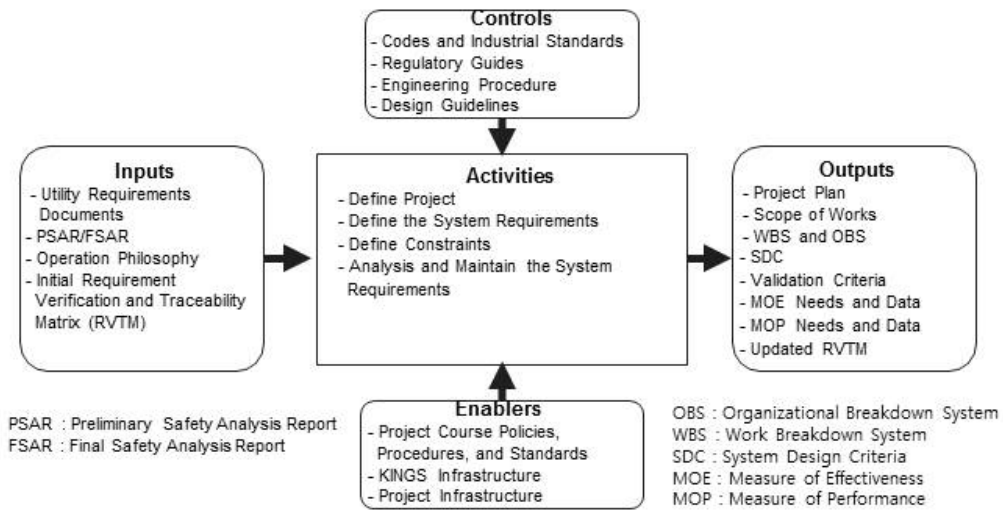 Controls
- Codes and Industrial Standards
- Regulatory Guides
- Engineering Procedure
- Design Guidelines
Inputs
- Utility Requirements
Documents
- PSAR/FSAR
- Operation Philosophy
- Initial Requirement
Verification and Traceability
Matrix (RVTM)
Activities
- Define Project
- Define the System Requirements
- Define Constraints
- Analysis and Maintain the System
Requirements
Outputs
- Project Plan
- Scope of Works
- WBS and OBS
- SDC
- Validation Criteria
- MOE Needs and Data
- MOP Needs and Data
- Updated RVTM
Enablers
- Project Course Policies,
Procedures, and Standards
- KINGS Infrastructure
- Project Infrastructure
PSAR : Preliminary Safety Analysis Report
FSAR : Final Safety Analysis Report
OBS : Organizational Breakdown System
WBS : Work Breakdown System
SDC : System Design Criteria
MOE : Measure of Effectiveness
MOP : Measure of Performance